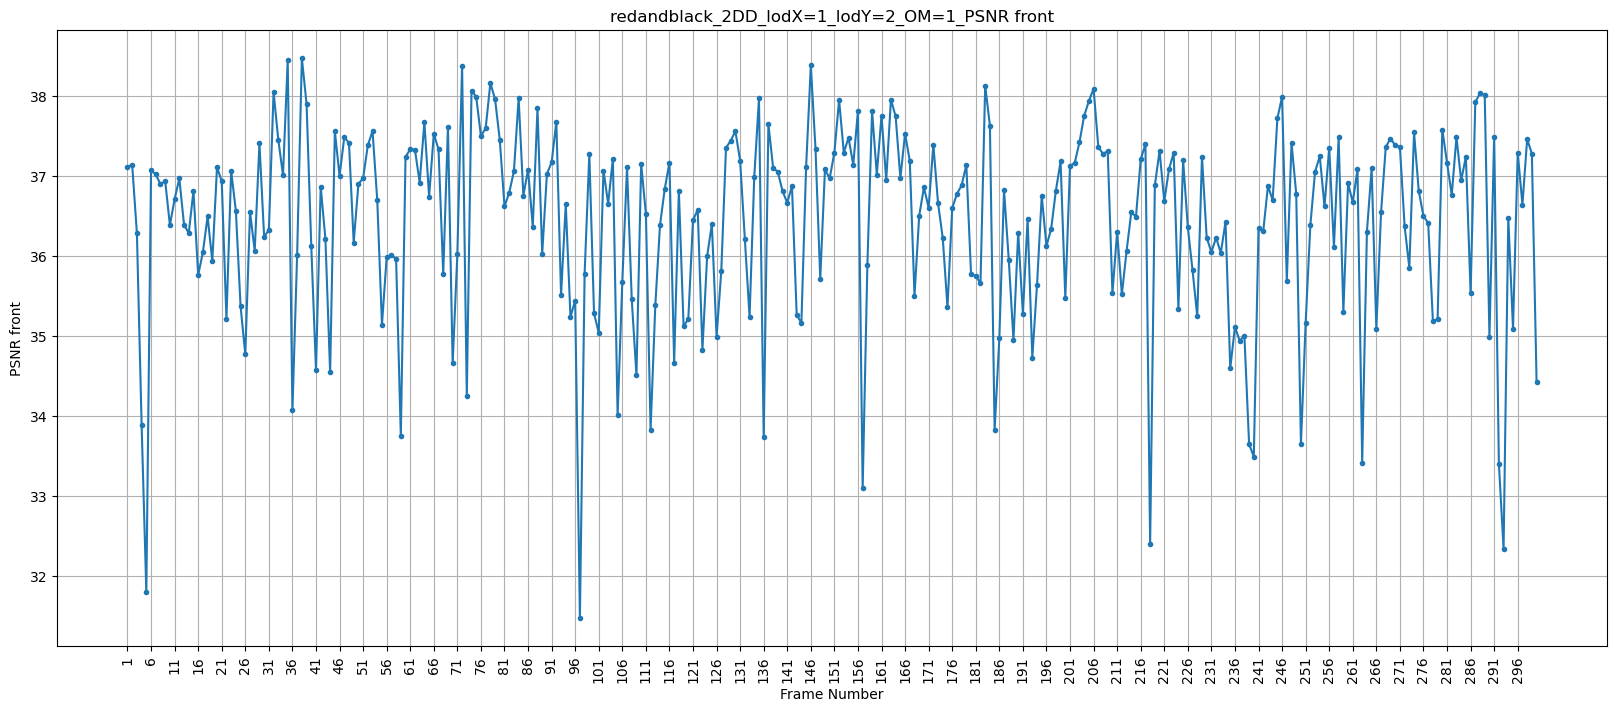 redandblack_2DD_lodX=1_lodY=2_OM=1_PSNR front
PSNR front
38
37
36
35
34
33
32
1 6 11 16 21 26 31 36 41 46 51 56 61 66 71 76 81 86 91 96 101 106 111 116 121 126 131 136 141 146 151 156 161 166 171 176 181 186 191 196 201 206 211 216 221 226 231 236 241 246 251 256 261 266 271 276 281 286 291 296
Frame Number